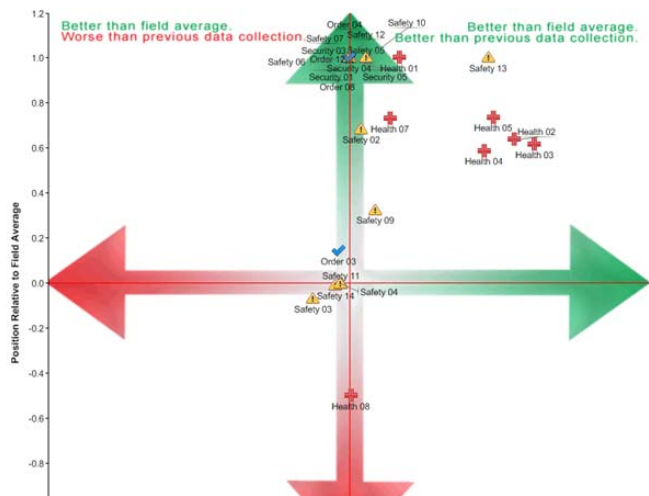 Better than field average.
Worse than previous data collection.
Better than field average.
Better than previous data collection.
Order 04
Safety 10
Safety 07
Safety 12
Security 03
Safety 05
Safety 06
Order 12
Security 04
Health 01
Safety 13
Security 01
Security 05
Order 08
Safety 02
Health 07
Health 05
Health 02
Health 04
Health 03
Safety 09
Order 03
Safety 11
Safety 14
Safety 04
Safety 03
Health 08
Position Relative to Field Average
1.2
1.0
0.8
0.6
0.4
0.2
0.0
-0.2
-0.4
-0.6
-0.8